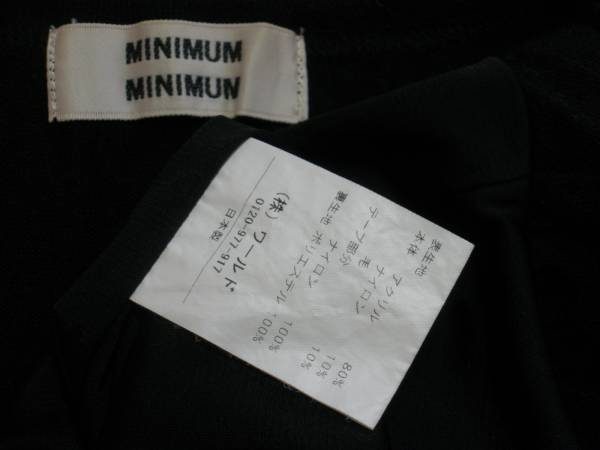 MINIMUM
MINIMUM
表生地
本体 アクリル 80%
ナイロン 10%
毛 10%
テープ部分 ナイロン 100%
裏生地 ポリエステル 100%
(株)ワールド
0120-977-917
日本製